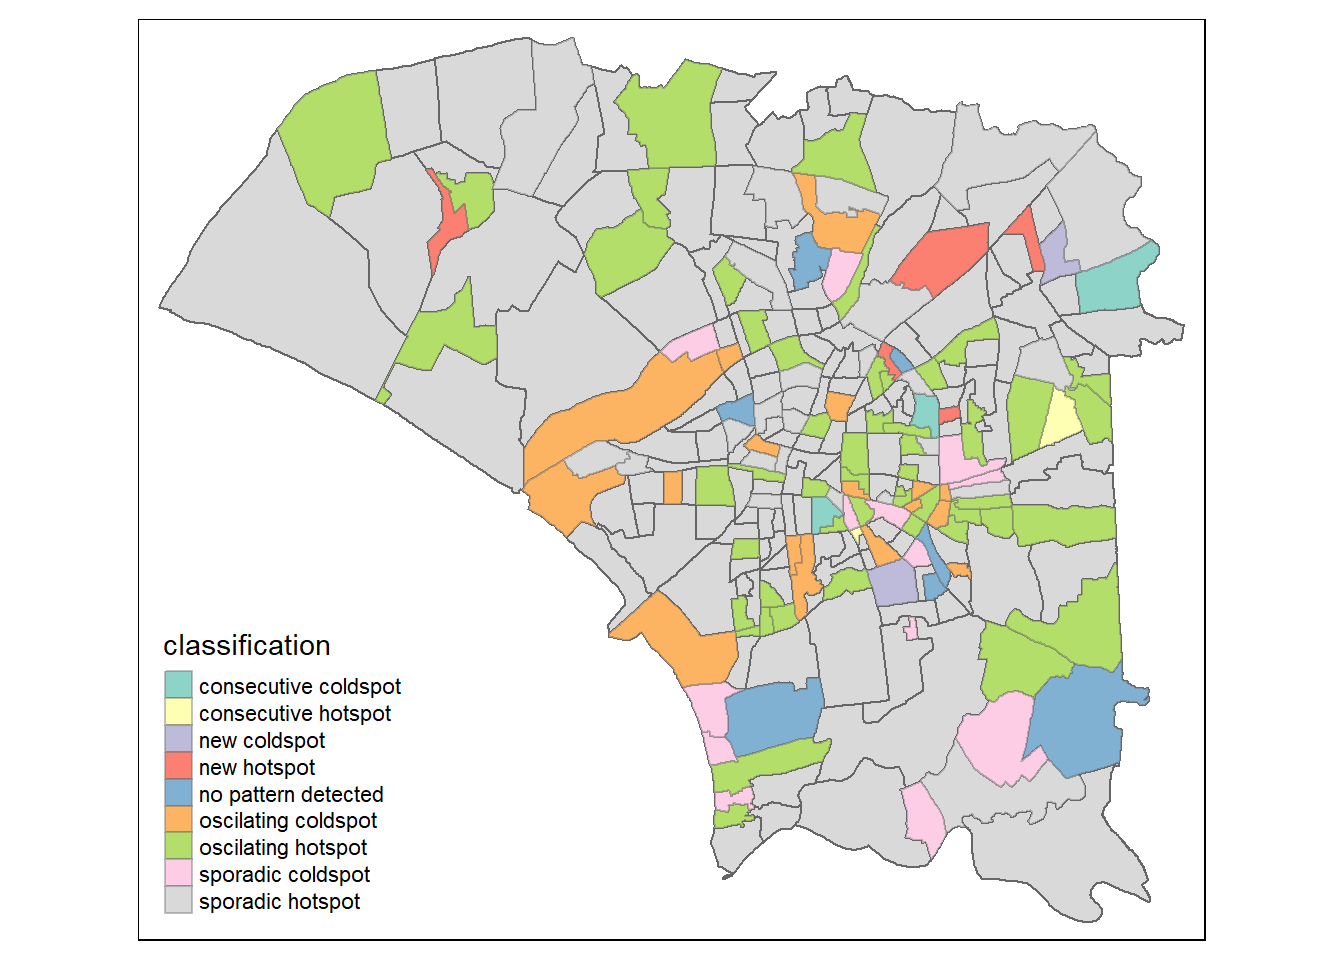 classification
consecutive coldspot
consecutive hotspot
new coldspot
new hotspot
no pattern detected
oscilating coldspot
oscilating hotspot
sporadic coldspot
sporadic hotspot